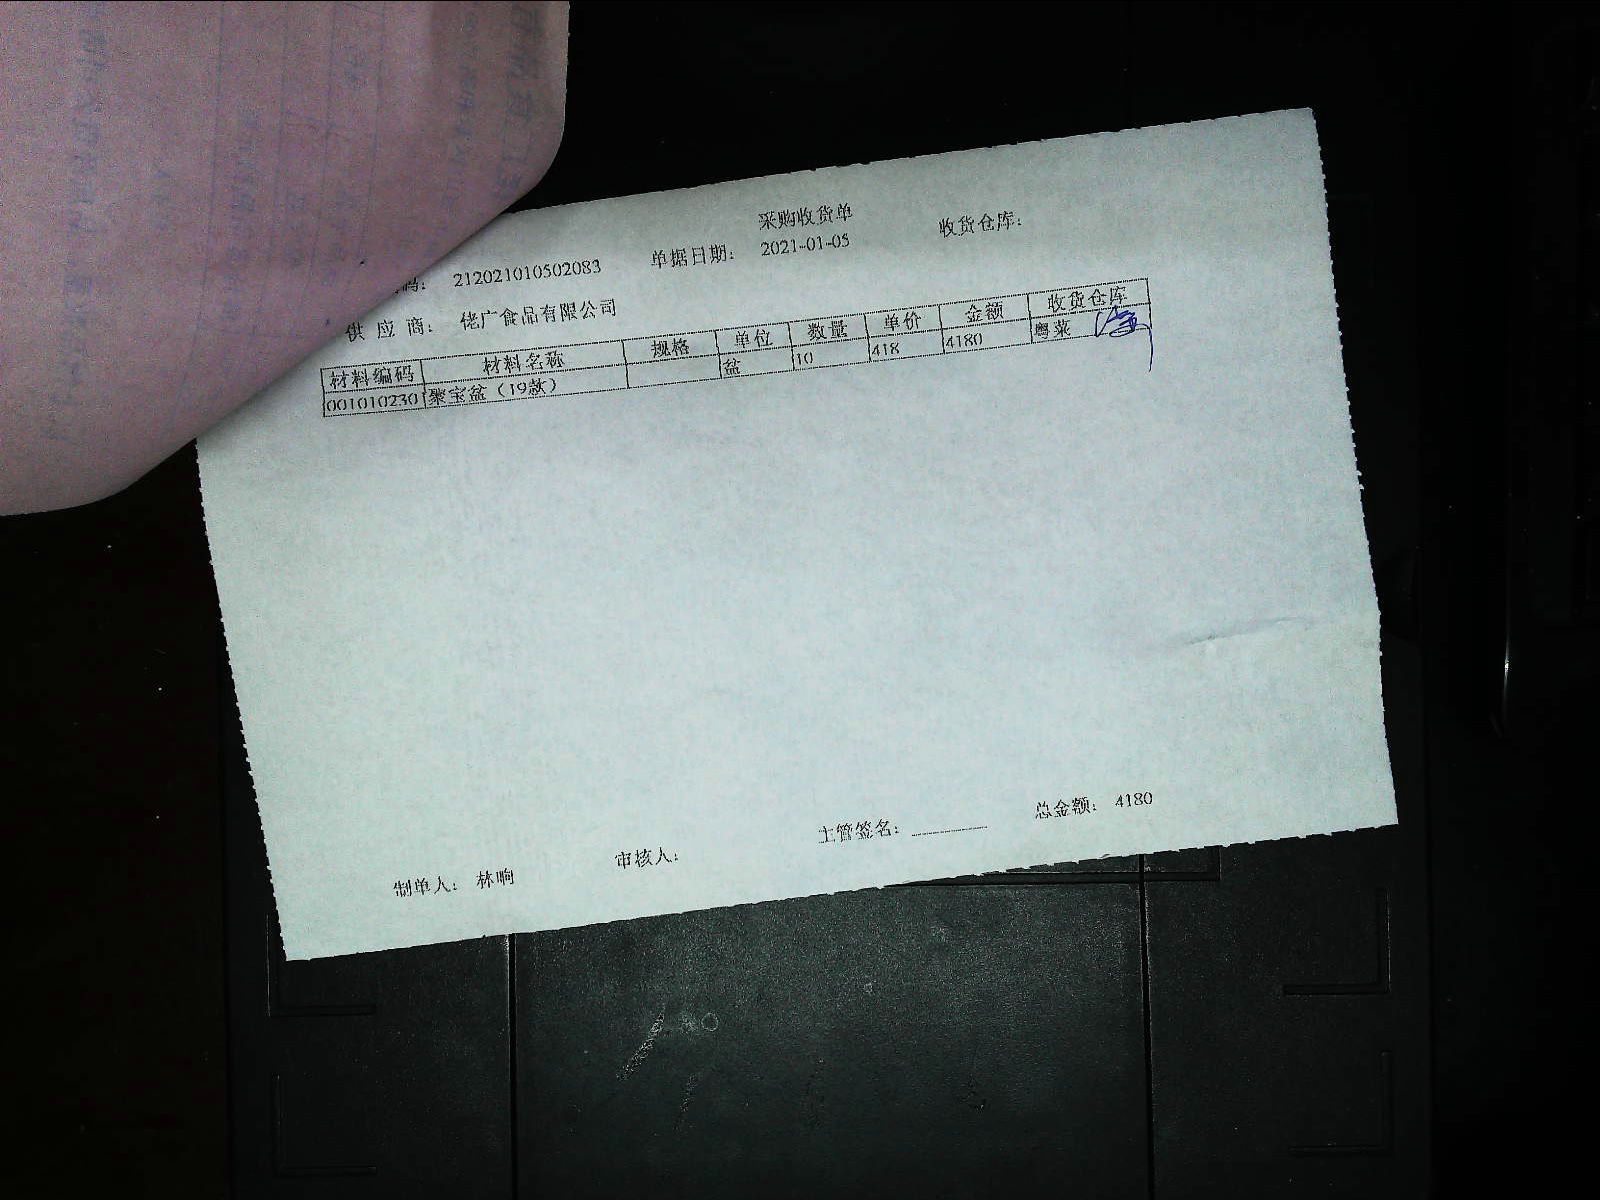 采购收货单
码： 212021010502083 单据日期： 2021-01-05 收货仓库：
供 应 商： 佬广食品有限公司
材料编码 材料名称 规格 单位 数量 单价 金额 收货仓库
001010230 聚宝盆（19款） 盆 10 418 4180 粤菜
制单人： 林响 审核人： 主管签名： 总金额： 4180